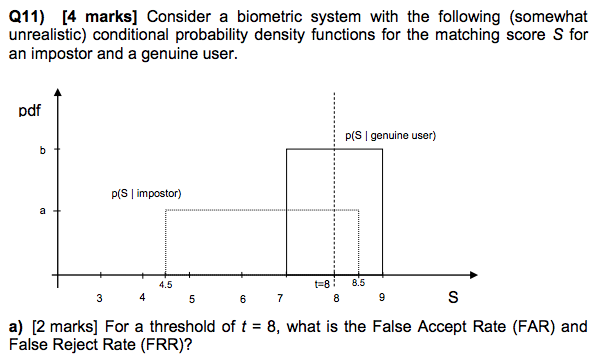 Q11) [4 marks] Consider a biometric system with the following (somewhat
unrealistic) conditional probability density functions for the matching score S for
an impostor and a genuine user.
pdf
p(S | genuine user)
b
p(S | impostor)
a
4.5 t=8 8.5
3 4 5 6 7 8 9 S
a) [2 marks] For a threshold of t = 8, what is the False Accept Rate (FAR) and
False Reject Rate (FRR)?